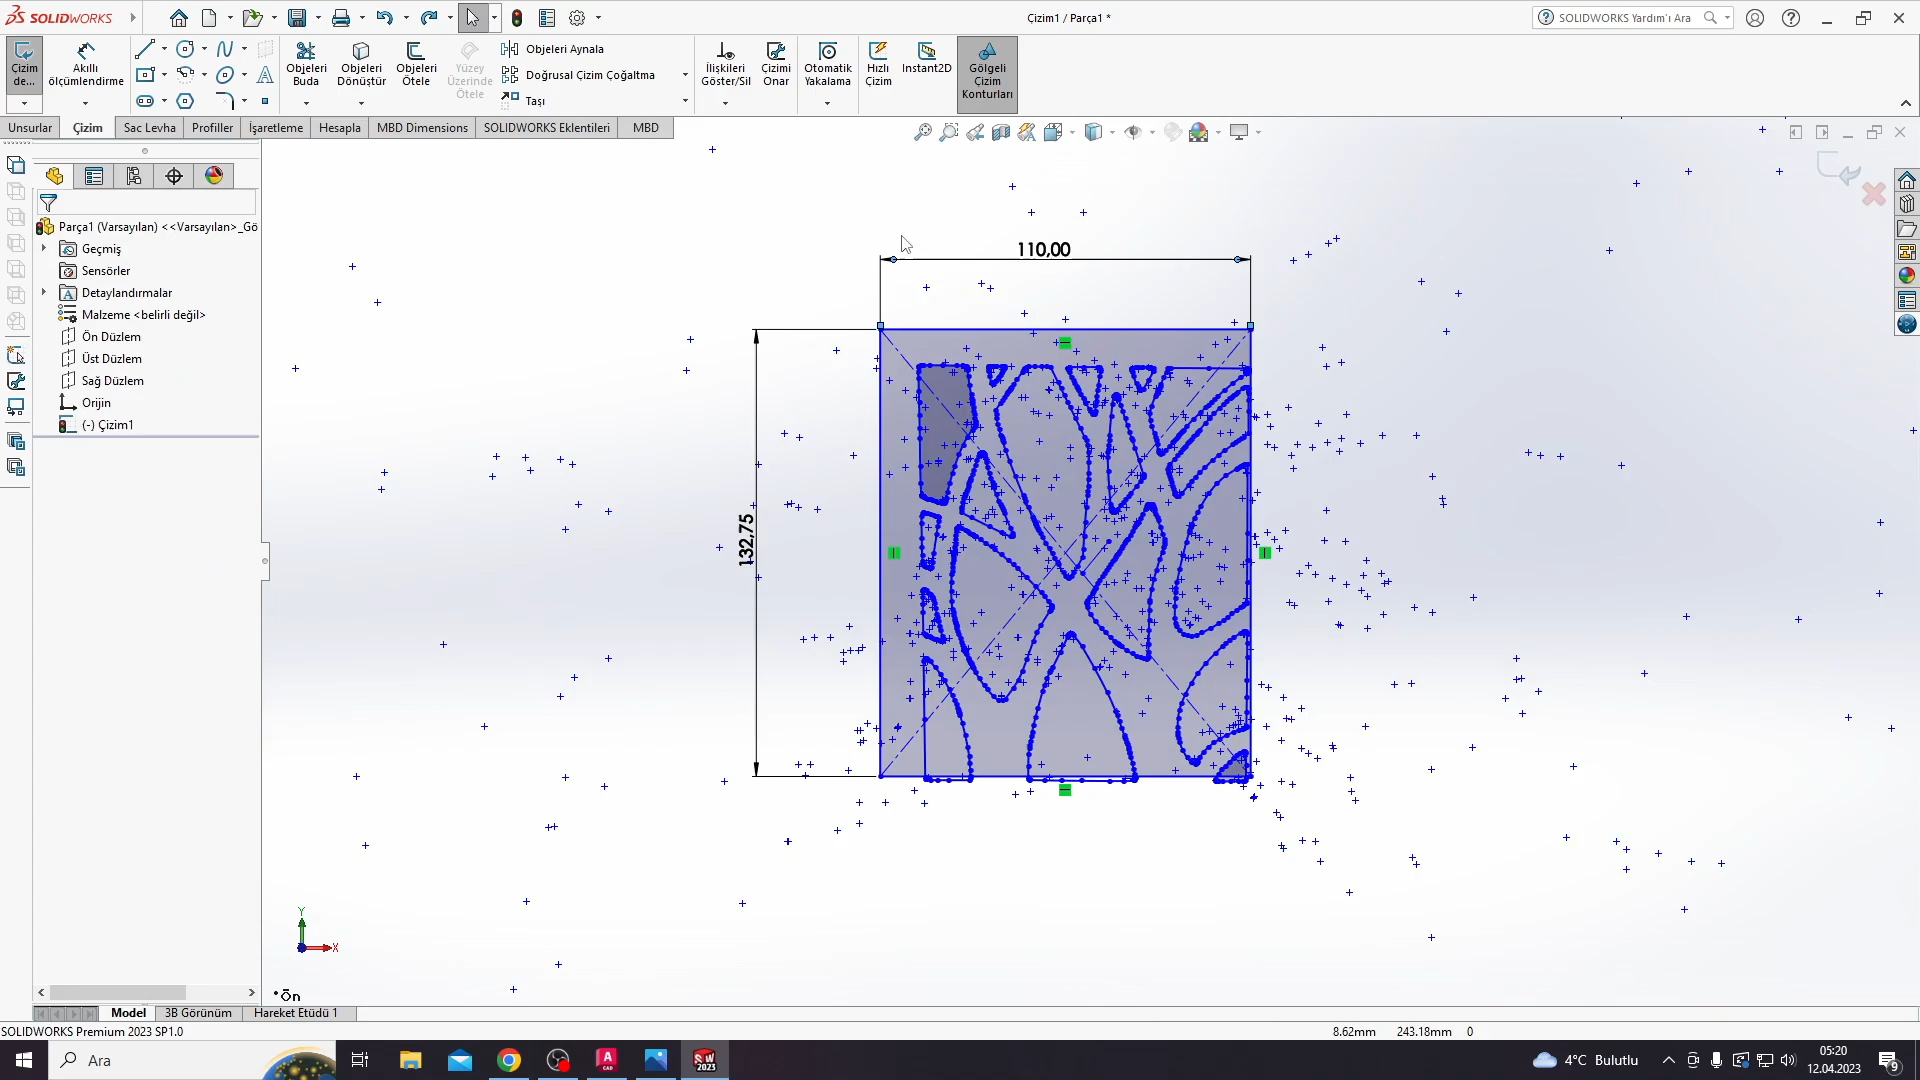 SOLIDWORKS
Çizim1 / Parça1 *
SOLIDWORKS Yardım'ı Ara
Çizim de...
Akıllı ölçümlendirme
Objeleri Buda
Objeleri Dönüştür
Objeleri Ötele
Yüzey Üzerinde Ötele
Objeleri Aynala
Doğrusal Çizim Çoğaltma
Taşı
İlişkileri Göster/Sil
Çizimi Onar
Otomatik Yakalama
Hızlı Çizim
Instant2D
Gölgeli Çizim Konturları
Unsurlar
Çizim
Sac Levha
Profiller
İşaretleme
Hesapla
MBD Dimensions
SOLIDWORKS Eklentileri
MBD
Parça1 (Varsayılan) <<Varsayılan>_Gö
Geçmiş
Sensörler
Detaylandırmalar
Malzeme <belirli değil>
Ön Düzlem
Üst Düzlem
Sağ Düzlem
Orijin
(-) Çizim1
110,00
132,75
Y
X
*Ön
Model
3B Görünüm
Hareket Etüdü 1
SOLIDWORKS Premium 2023 SP1.0
8.62mm
243.18mm
0
Ara
A
CAD
SW
2023
4°C Bulutlu
05:20
12.04.2023
9